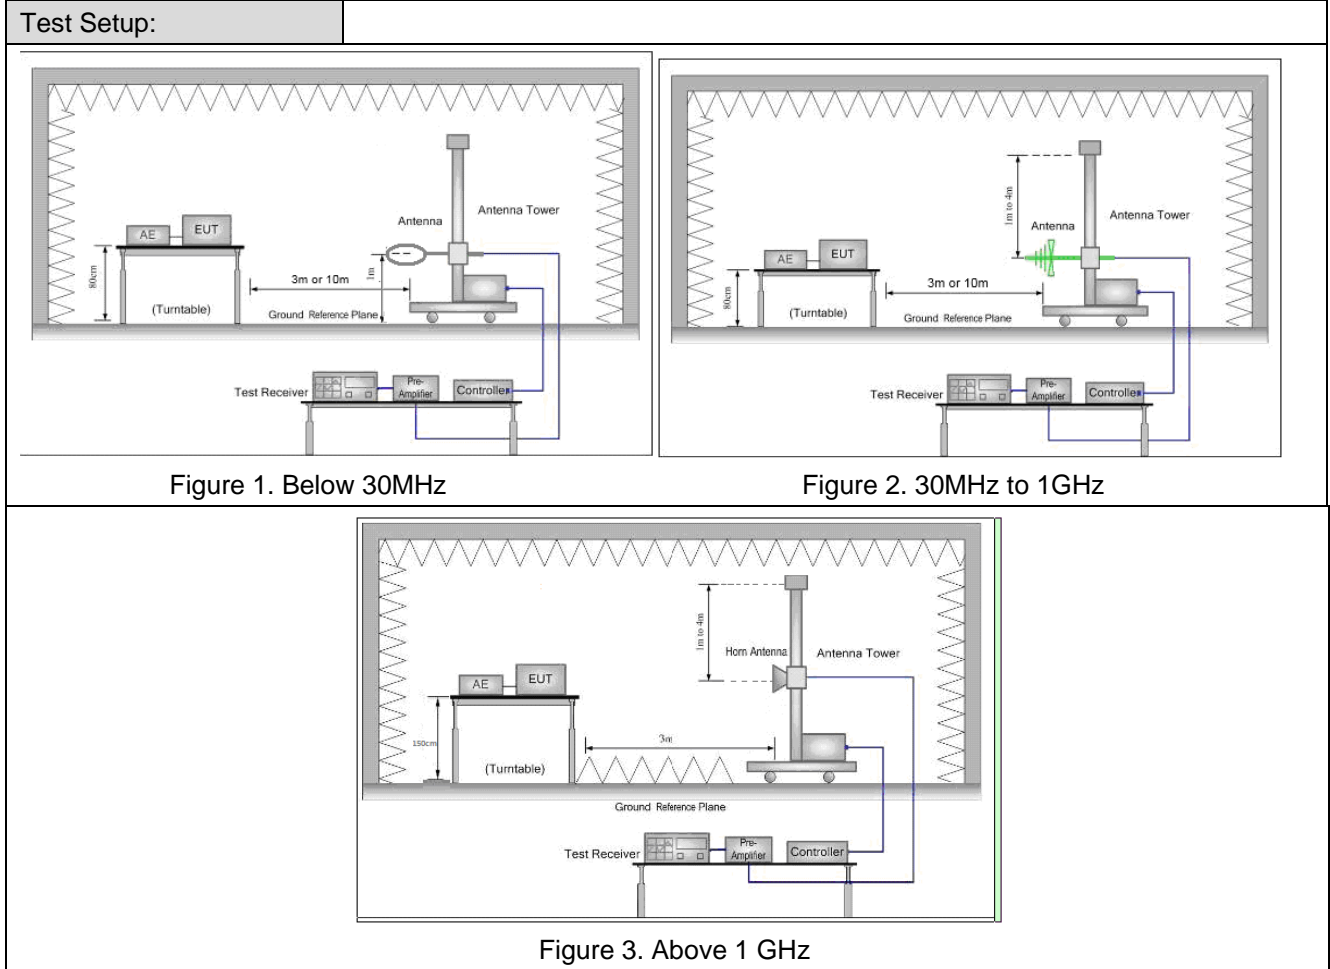 Test Setup:
Antenna
Antenna Tower
AE
EUT
80cm
1m
3m or 10m
(Turntable)
Ground Reference Plane
Test Receiver
Pre-
Amplifier
Controller
Figure 1. Below 30MHz
1m to 4m
Antenna
Antenna Tower
AE
EUT
80cm
3m or 10m
(Turntable)
Ground Reference Plane
Test Receiver
Pre-
Amplifier
Controller
Figure 2. 30MHz to 1GHz
1m to 4m
Horn Antenna
Antenna Tower
AE
EUT
150cm
3m
(Turntable)
Ground Reference Plane
Test Receiver
Pre-
Amplifier
Controller
Figure 3. Above 1 GHz